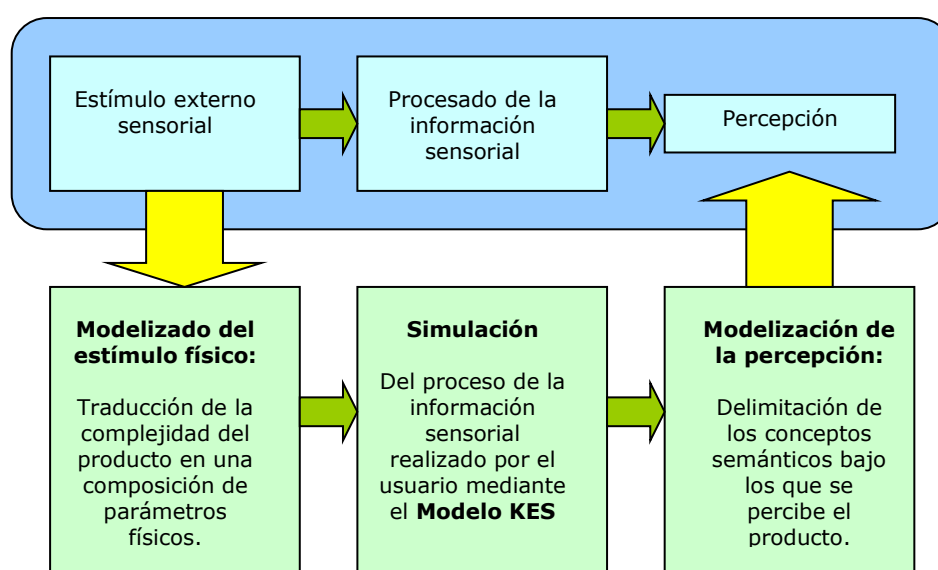 Estímulo externo
sensorial
Procesado de la
información
sensorial
Percepción
Modelizado del
estímulo físico:
Traducción de la
complejidad del
producto en una
composición de
parámetros
físicos.
Simulación
Del proceso de la
información
sensorial
realizado por el
usuario mediante
el Modelo KES
Modelización de
la percepción:
Delimitación de
los conceptos
semánticos bajo
los que se
percibe el
producto.